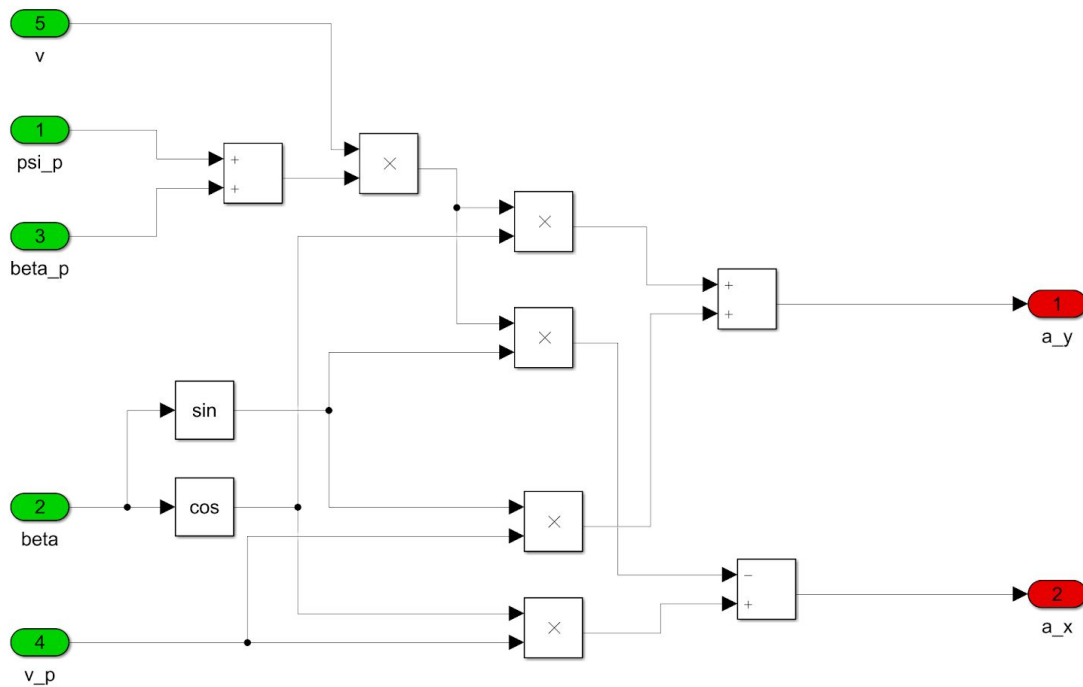 5
v
1
psi_p
+
+
×
3
beta_p
×
+
+
1
a_y
×
sin
2
beta
cos
×
−
+
2
a_x
4
v_p
×